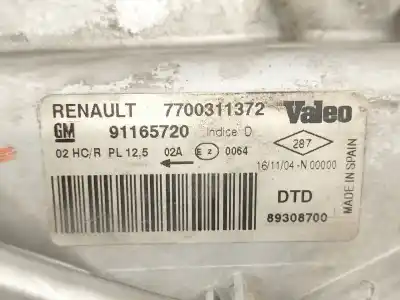 RENAULT 7700311372 Valeo
GM 91165720 Indice D
287
02 HC/R PL 12,5 02A E2 0064
16/11/04 -N 00000
DTD
89308700
MADE IN SPAIN